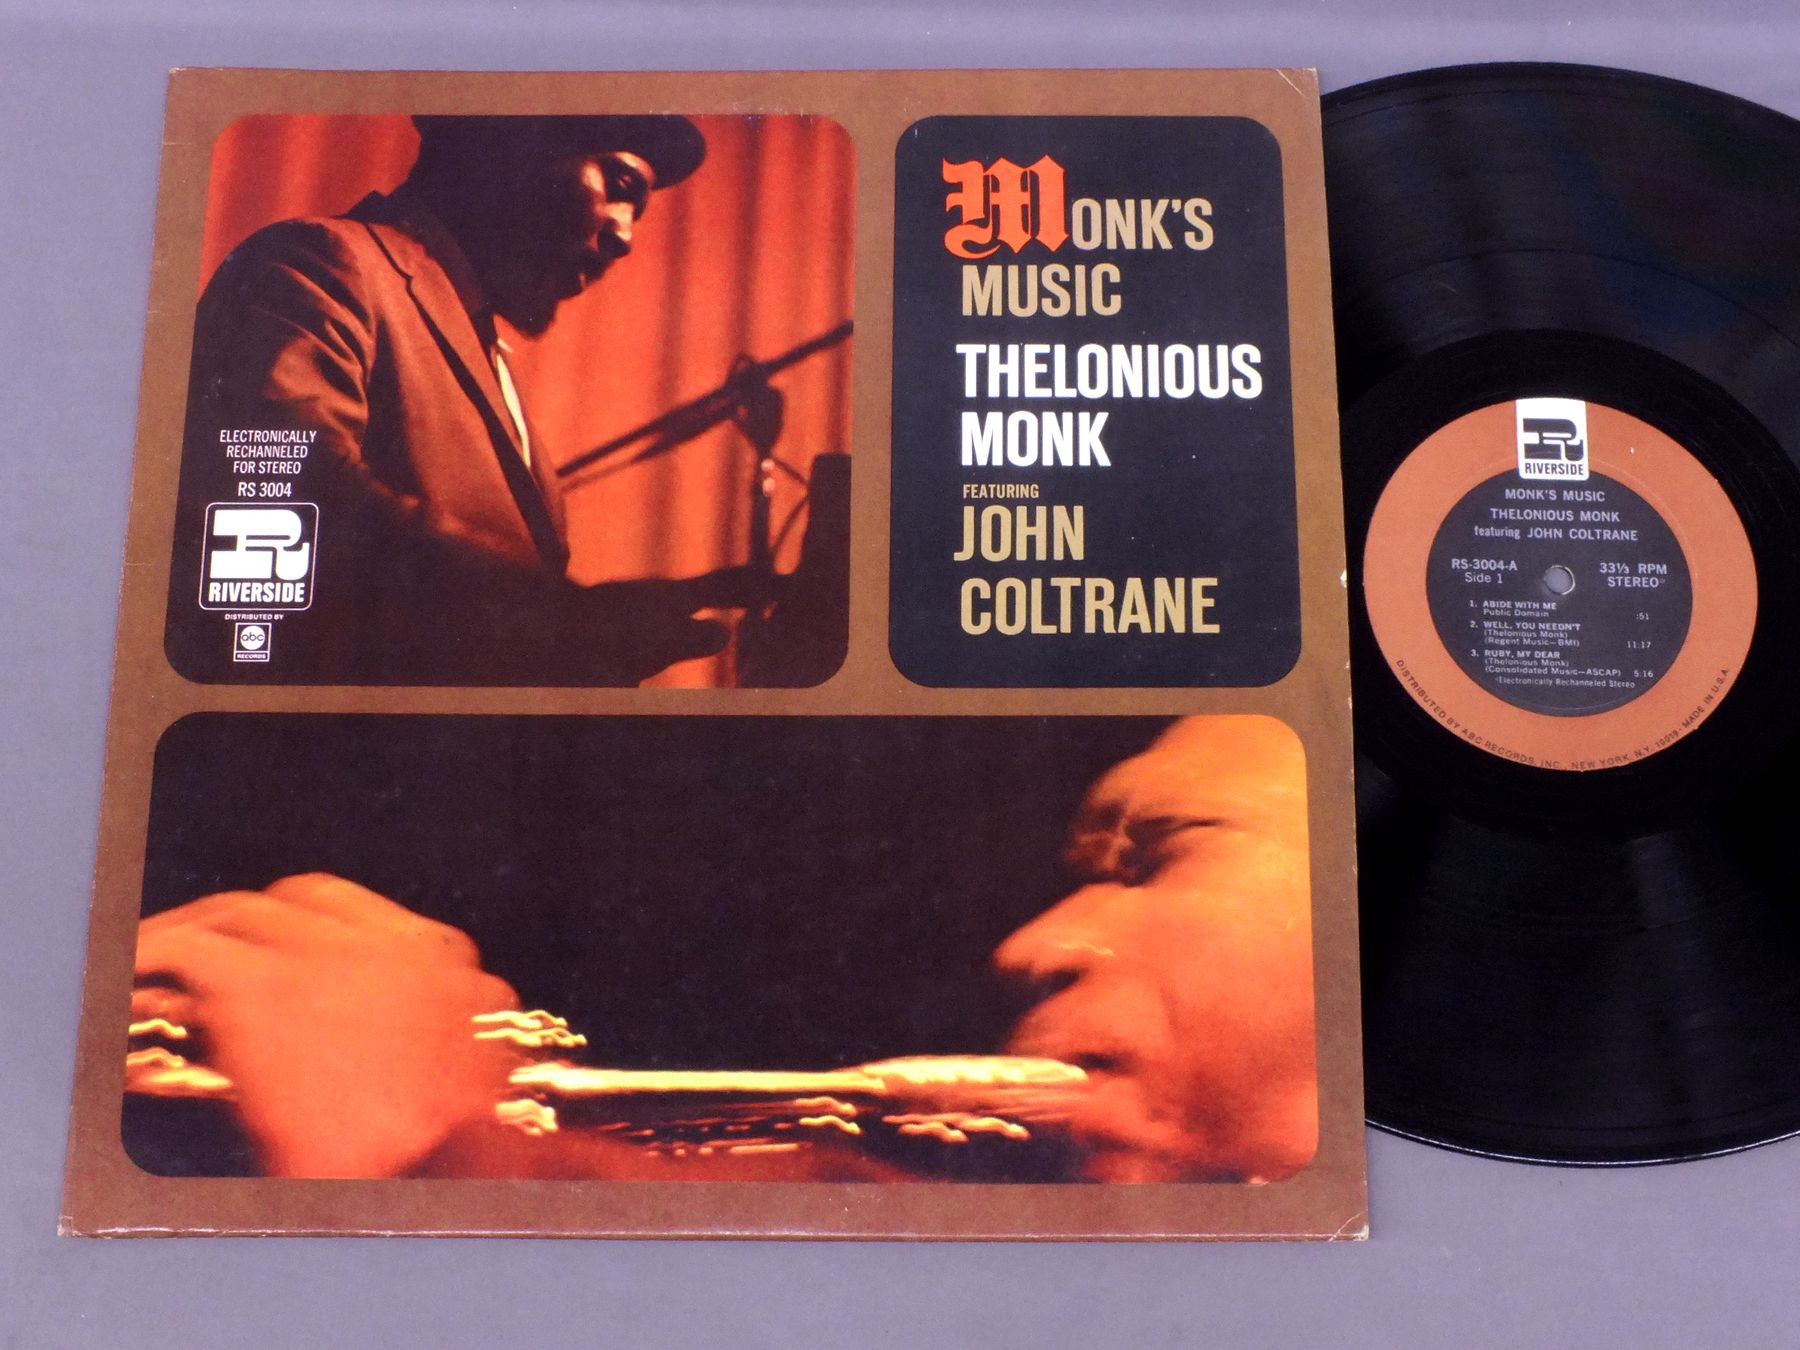 MONK'S
MUSIC
THELONIOUS
MONK
FEATURING
JOHN
COLTRANE
ELECTRONICALLY
RECHANNELED
FOR STEREO
RS 3004
R
RIVERSIDE
DISTRIBUTED BY
abc
RECORDS
R
RIVERSIDE
MONK'S MUSIC
THELONIOUS MONK
featuring JOHN COLTRANE
RS-3004-A 33⅓ RPM
Side 1 STEREO*
1. ABIDE WITH ME
Public Domain :51
2. WELL, YOU NEEDN'T
(Thelonious Monk)
(Regent Music—BMI) 11:17
3. RUBY, MY DEAR
(Thelonious Monk)
(Consolidated Music—ASCAP) 5:16
*Electronically Rechanneled Stereo
DISTRIBUTED BY ABC RECORDS, INC., NEW YORK, N.Y. 10019 · MADE IN U.S.A.